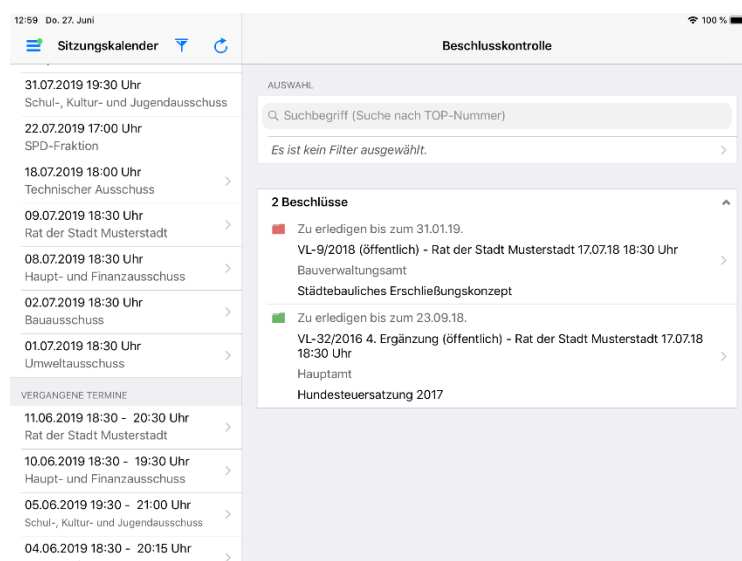 12:59 Do. 27. Juni
100 %
Sitzungskalender
31.07.2019 19:30 Uhr
Schul-, Kultur- und Jugendausschuss
22.07.2019 17:00 Uhr
SPD-Fraktion
18.07.2019 18:00 Uhr
Technischer Ausschuss
09.07.2019 18:30 Uhr
Rat der Stadt Musterstadt
08.07.2019 18:30 Uhr
Haupt- und Finanzausschuss
02.07.2019 18:30 Uhr
Bauausschuss
01.07.2019 18:30 Uhr
Umweltausschuss
VERGANGENE TERMINE
11.06.2019 18:30 - 20:30 Uhr
Rat der Stadt Musterstadt
10.06.2019 18:30 - 19:30 Uhr
Haupt- und Finanzausschuss
05.06.2019 19:30 - 21:00 Uhr
Schul-, Kultur- und Jugendausschuss
04.06.2019 18:30 - 20:15 Uhr
Beschlusskontrolle
AUSWAHL
Suchbegriff (Suche nach TOP-Nummer)
Es ist kein Filter ausgewählt.
2 Beschlüsse
Zu erledigen bis zum 31.01.19.
VL-9/2018 (öffentlich) - Rat der Stadt Musterstadt 17.07.18 18:30 Uhr
Bauverwaltungsamt
Städtebauliches Erschließungskonzept
Zu erledigen bis zum 23.09.18.
VL-32/2016 4. Ergänzung (öffentlich) - Rat der Stadt Musterstadt 17.07.18
18:30 Uhr
Hauptamt
Hundesteuersatzung 2017